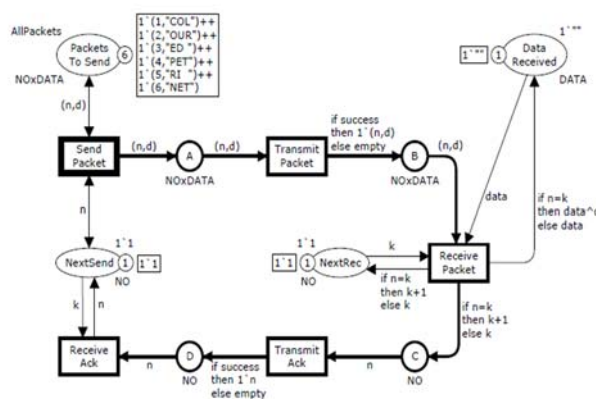 AllPackets
Packets
To Send
6
NOxDATA
1`(1,"COL")++
1`(2,"OUR")++
1`(3,"ED ")++
1`(4,"PET")++
1`(5,"RI ")++
1`(6,"NET")
1`""
1`""
1
Data
Received
DATA
(n,d)
Send
Packet
(n,d)
A
NOxDATA
(n,d)
Transmit
Packet
if success
then 1`(n,d)
else empty
B
NOxDATA
(n,d)
data
if n=k
then data^d
else data
n
NextSend
1`1
1
1`1
NO
1`1
1`1
1
NextRec
NO
k
if n=k
then k+1
else k
Receive
Packet
if n=k
then k+1
else k
k
n
Receive
Ack
n
D
NO
if success
then 1`n
else empty
Transmit
Ack
n
C
NO